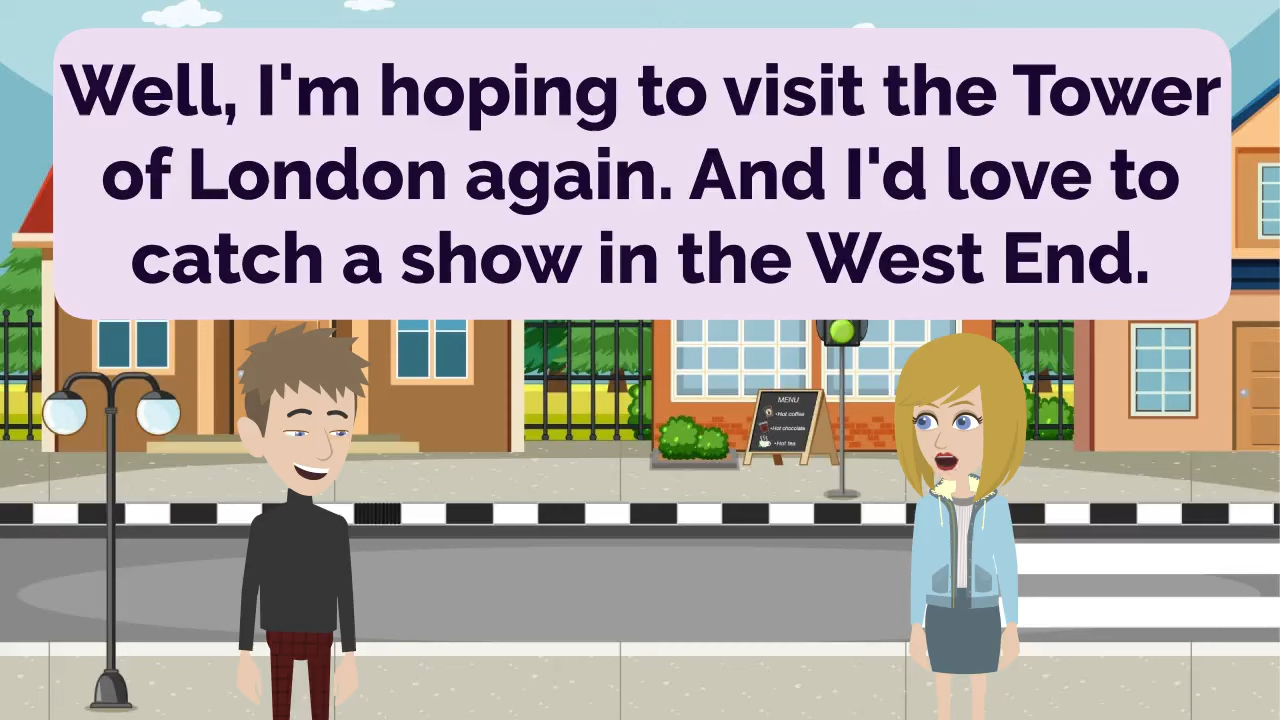 Well, I'm hoping to visit the Tower
of London again. And I'd love to
catch a show in the West End.
MENU
•Hot coffee
•Hot chocolate
•Hot tea